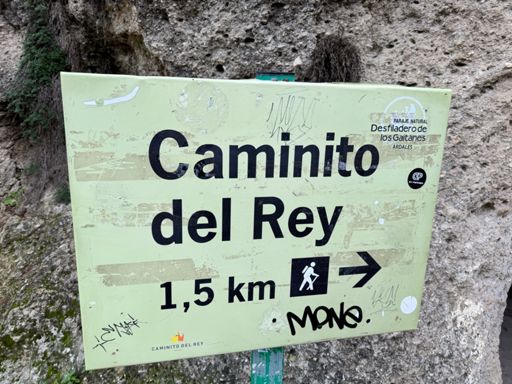 PARAJE NATURAL
Desfiladero de
los Gaitanes
ARDALES
Caminito
del Rey
1,5 km
MONE.
CAMINITO DEL REY